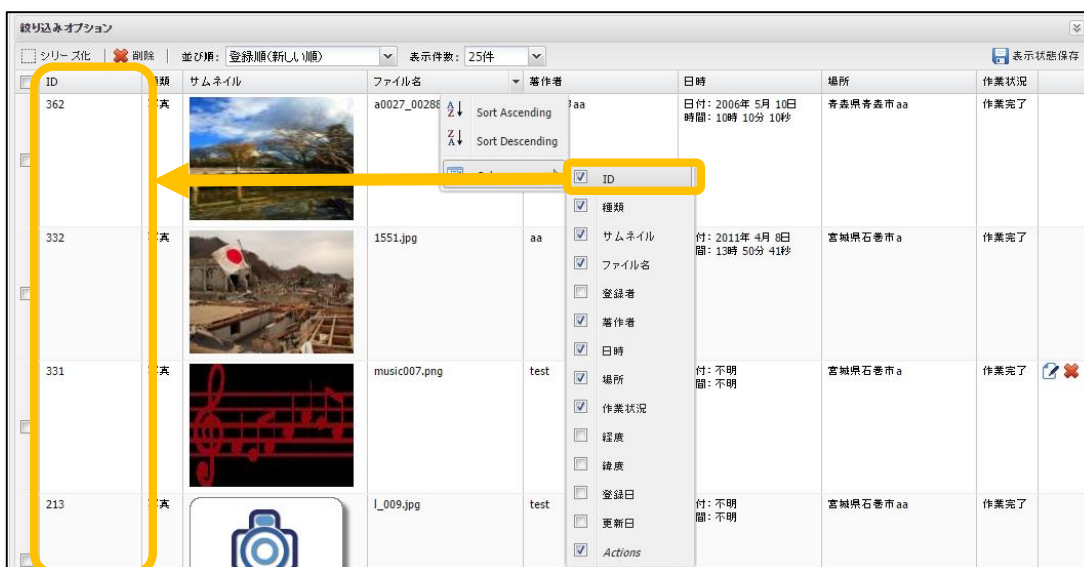 絞り込みオプション
シリーズ化 削除 並び順: 登録順(新しい順) 表示件数: 25件 表示状態保存
ID 類 サムネイル ファイル名 著作者 日時 場所 作業状況
362 真 a0027_00288 aa 日付: 2006年 5月 10日 青森県青森市aa 作業完了
時間: 10時 10分 10秒
Sort Ascending
Sort Descending
ID
種類
332 真 1551.jpg aa サムネイル 付: 2011年 4月 8日 宮城県石巻市a 作業完了
間: 13時 50分 41秒
ファイル名
登録者
著作者
日時
331 真 music007.png test 場所 付: 不明 宮城県石巻市a 作業完了
間: 不明
作業状況
経度
緯度
登録日
213 真 l_009.jpg test 付: 不明 宮城県石巻市aa 作業完了
間: 不明
更新日
Actions